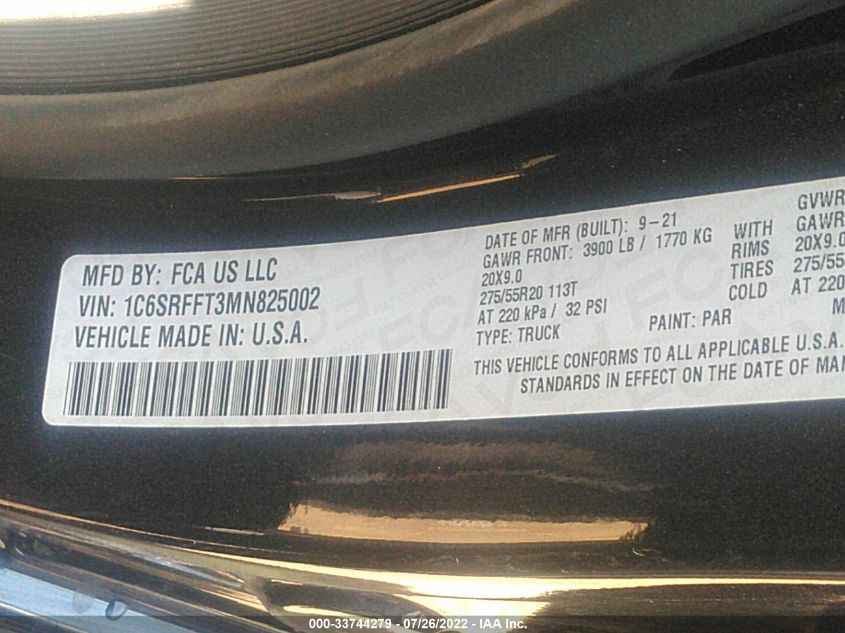 MFD BY: FCA US LLC
VIN: 1C6SRFFT3MN825002
VEHICLE MADE IN: U.S.A.
DATE OF MFR (BUILT): 9-21
GAWR FRONT: 3900 LB / 1770 KG
20X9.0
275/55R20 113T
AT 220 kPa / 32 PSI
TYPE: TRUCK
PAINT: PAR
WITH
RIMS
TIRES
COLD
GVWR
GAWR
20X9.0
275/55
AT 220
M
THIS VEHICLE CONFORMS TO ALL APPLICABLE U.S.A.
STANDARDS IN EFFECT ON THE DATE OF MAN
000-33744279 - 07/26/2022 - IAA Inc.